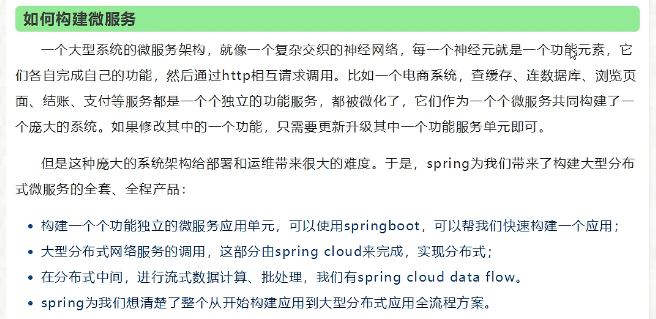 如何构建微服务
一个大型系统的微服务架构，就像一个复杂交织的神经网络，每一个神经元就是一个功能元素，它
们各自完成自己的功能，然后通过http相互请求调用。比如一个电商系统，查缓存、连数据库、浏览页
面、结账、支付等服务都是一个个独立的功能服务，都被微化了，它们作为一个个微服务共同构建了一
个庞大的系统。如果修改其中的一个功能，只需要更新升级其中一个功能服务单元即可。
但是这种庞大的系统架构给部署和运维带来很大的难度。于是，spring为我们带来了构建大型分布
式微服务的全套、全程产品：
• 构建一个个功能独立的微服务应用单元，可以使用springboot，可以帮我们快速构建一个应用；
• 大型分布式网络服务的调用，这部分由spring cloud来完成，实现分布式；
• 在分布式中间，进行流式数据计算、批处理，我们有spring cloud data flow。
• spring为我们想清楚了整个从开始构建应用到大型分布式应用全流程方案。